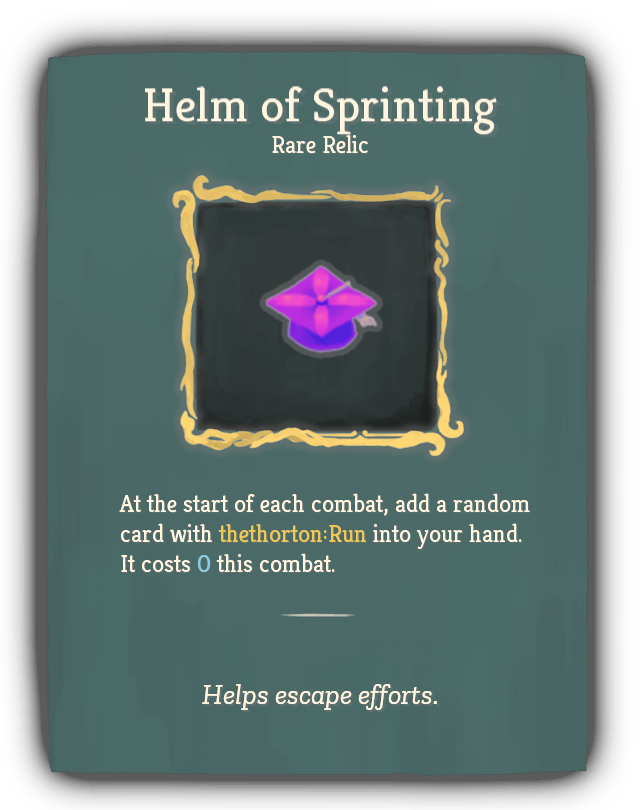 Helm of Sprinting
Rare Relic
At the start of each combat, add a random
card with thethorton:Run into your hand.
It costs 0 this combat.
Helps escape efforts.